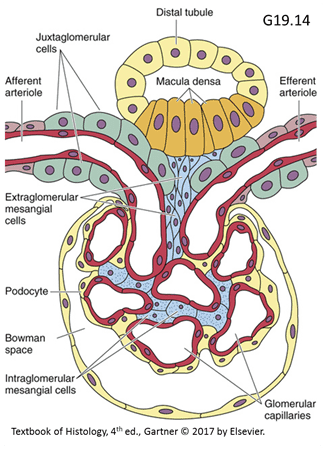 G19.14
Distal tubule
Juxtaglomerular
cells
Afferent
arteriole
Macula densa
Efferent
arteriole
Extraglomerular
mesangial
cells
Podocyte
Bowman
space
Intraglomerular
mesangial cells
Glomerular
capillaries
Textbook of Histology, 4th ed., Gartner © 2017 by Elsevier.